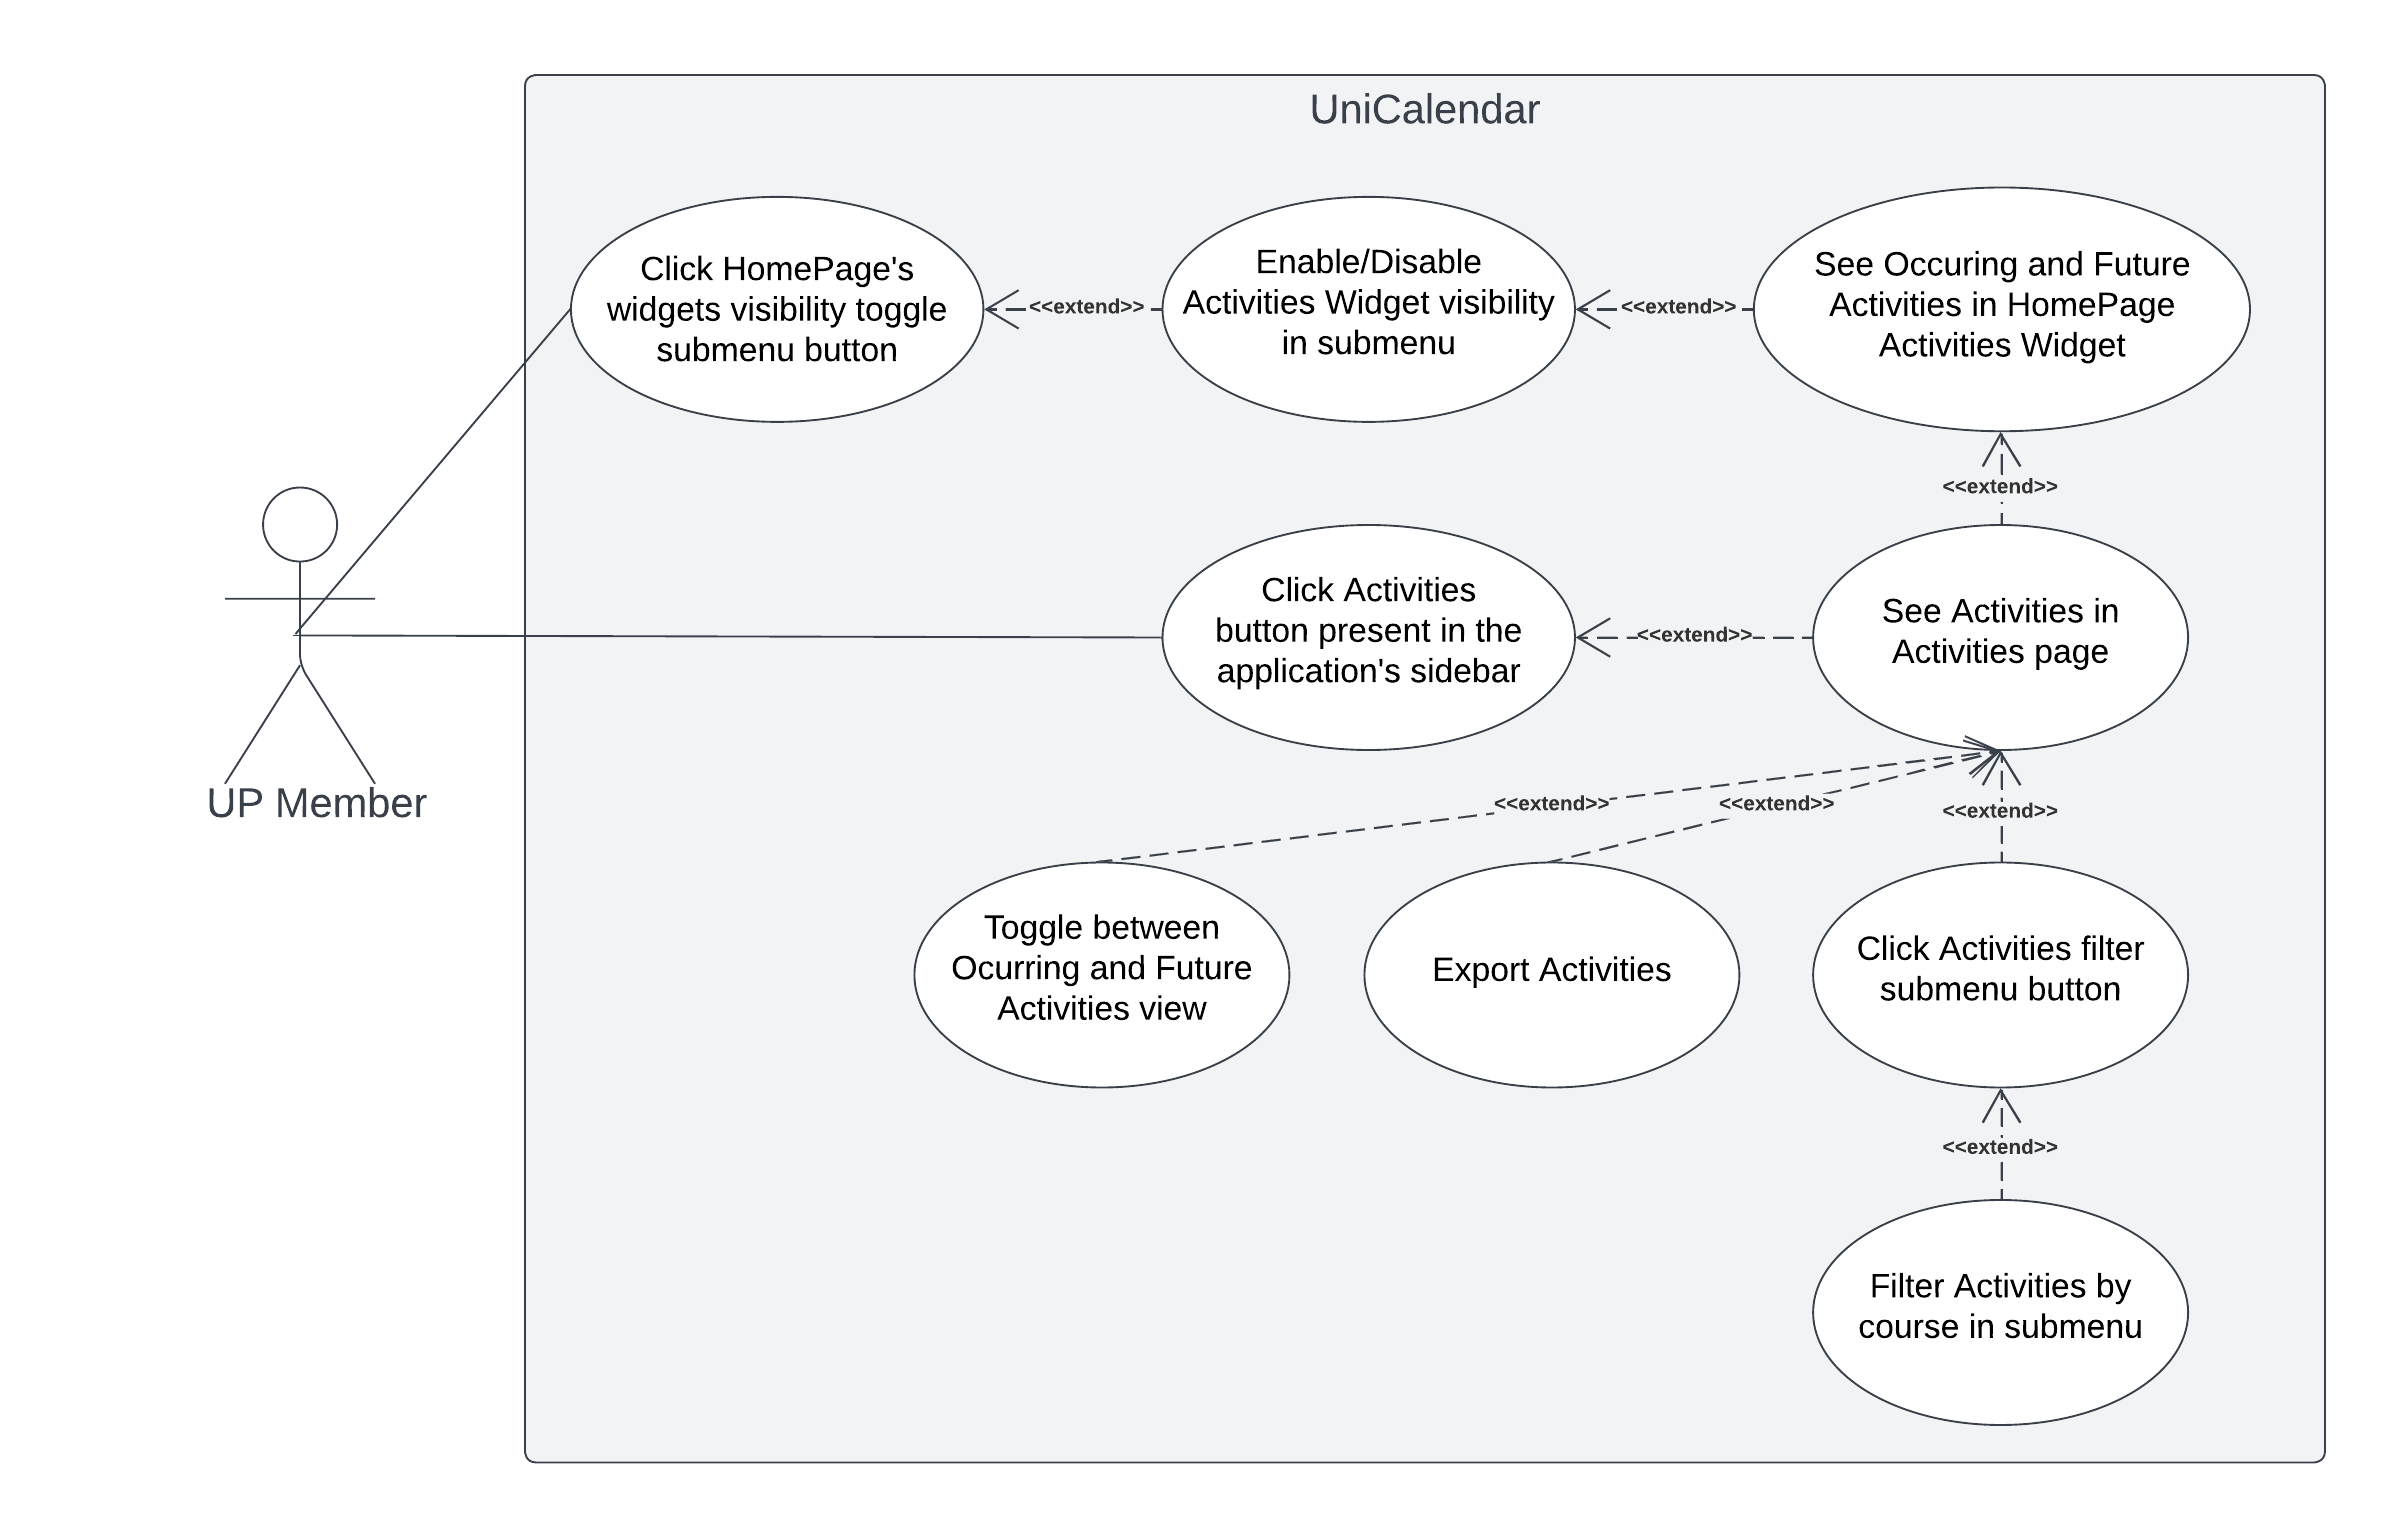 UniCalendar
Click HomePage's
widgets visibility toggle
submenu button
<<extend>>
Enable/Disable
Activities Widget visibility
in submenu
<<extend>>
See Occuring and Future
Activities in HomePage
Activities Widget
<<extend>>
Click Activities
button present in the
application's sidebar
<<extend>>
See Activities in
Activities page
UP Member
<<extend>>
<<extend>>
<<extend>>
Toggle between
Ocurring and Future
Activities view
Export Activities
Click Activities filter
submenu button
<<extend>>
Filter Activities by
course in submenu